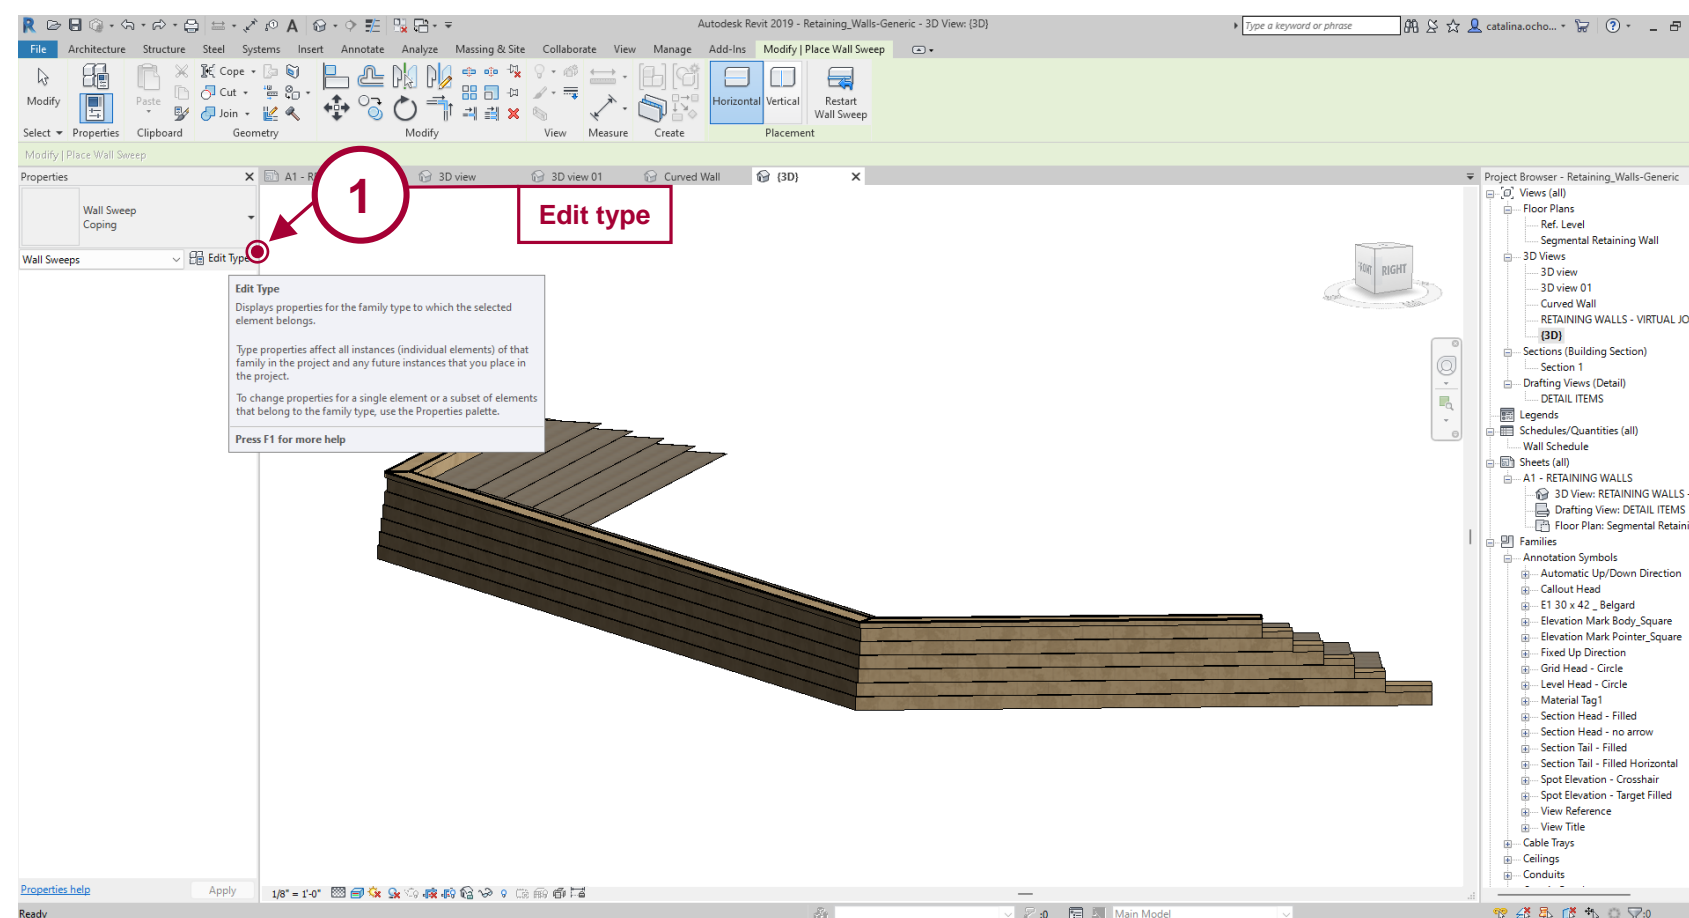 Autodesk Revit 2019 - Retaining_Walls-Generic - 3D View: {3D}
Type a keyword or phrase
catalina.ocho...
File Architecture Structure Steel Systems Insert Annotate Analyze Massing & Site Collaborate View Manage Add-Ins Modify | Place Wall Sweep
Modify
Paste
Cope
Cut
Join
Horizontal Vertical
Restart
Wall Sweep
Select Properties Clipboard Geometry Modify View Measure Create Placement
Modify | Place Wall Sweep
Properties
Wall Sweep
Coping
Wall Sweeps
Edit Type
A1 - R
3D view
3D view 01
Curved Wall
{3D}
1
Edit type
Edit Type
Displays properties for the family type to which the selected
element belongs.
Type properties affect all instances (individual elements) of that
family in the project and any future instances that you place in
the project.
To change properties for a single element or a subset of elements
that belong to the family type, use the Properties palette.
Press F1 for more help
FRONT
RIGHT
Project Browser - Retaining_Walls-Generic
Views (all)
Floor Plans
Ref. Level
Segmental Retaining Wall
3D Views
3D view
3D view 01
Curved Wall
RETAINING WALLS - VIRTUAL JO
{3D}
Sections (Building Section)
Section 1
Drafting Views (Detail)
DETAIL ITEMS
Legends
Schedules/Quantities (all)
Wall Schedule
Sheets (all)
A1 - RETAINING WALLS
3D View: RETAINING WALLS -
Drafting View: DETAIL ITEMS
Floor Plan: Segmental Retaini
Families
Annotation Symbols
Automatic Up/Down Direction
Callout Head
E1 30 x 42 _ Belgard
Elevation Mark Body_Square
Elevation Mark Pointer_Square
Fixed Up Direction
Grid Head - Circle
Level Head - Circle
Material Tag1
Section Head - Filled
Section Head - no arrow
Section Tail - Filled
Section Tail - Filled Horizontal
Spot Elevation - Crosshair
Spot Elevation - Target Filled
View Reference
View Title
Cable Trays
Ceilings
Conduits
Properties help
Apply
1/8" = 1'-0"
Ready
:0
Main Model
:0